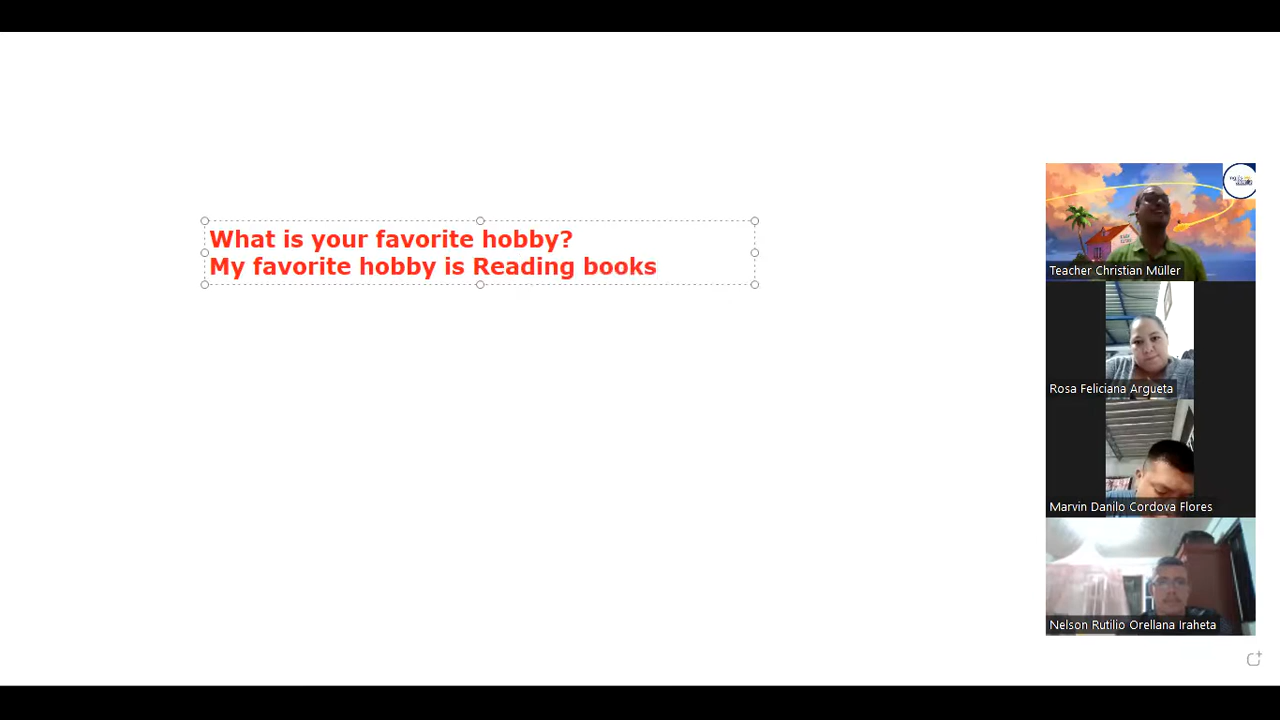 What is your favorite hobby?
My favorite hobby is Reading books
Teacher Christian Müller
Rosa Feliciana Argueta
Marvin Danilo Cordova Flores
Nelson Rutilio Orellana Iraheta